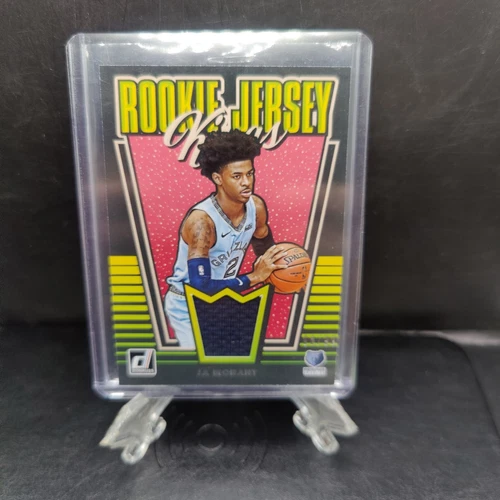 ROOKIE JERSEY
Kings
GRIZZLIES
2
SPALDING
JA MORANT